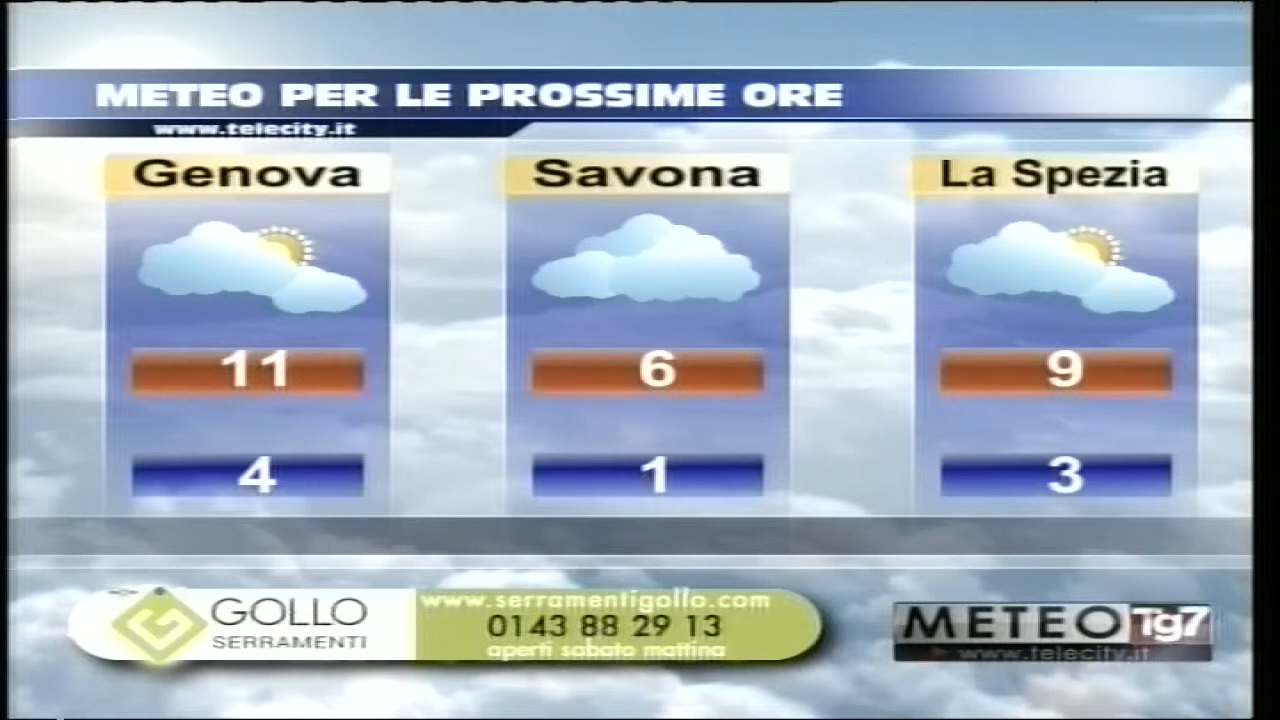 METEO PER LE PROSSIME ORE
www.telecity.it
Genova
Savona
La Spezia
11
6
9
4
1
3
GOLLO
SERRAMENTI
www.serramentigollo.com
0143 88 29 13
aperti sabato mattina
METEO Tg7
www.telecity.it